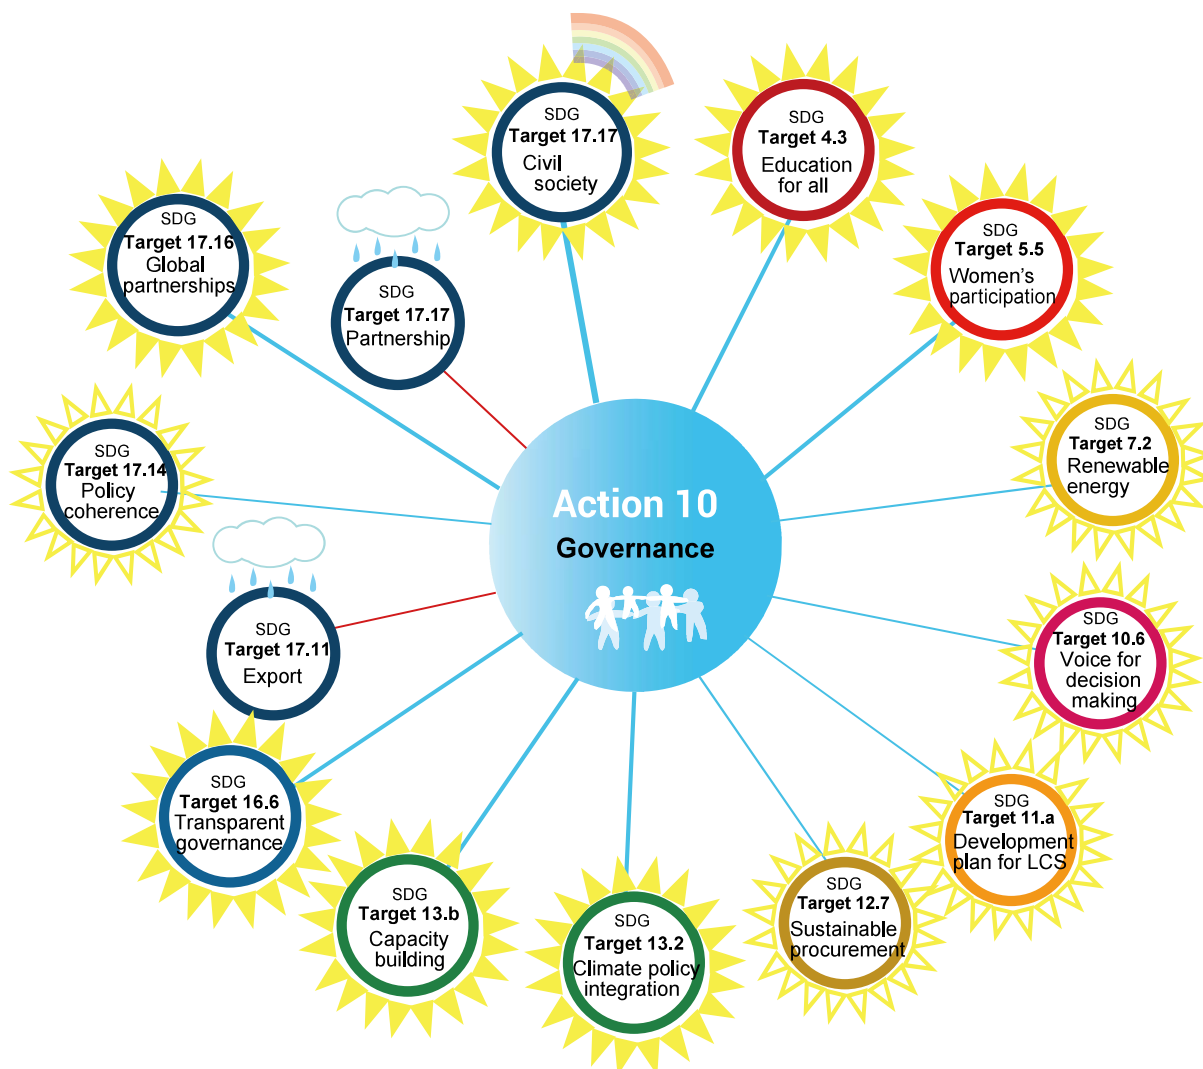 SDG
Target 17.17
Civil
society
SDG
Target 4.3
Education
for all
SDG
Target 17.16
Global
partnerships
SDG
Target 17.17
Partnership
SDG
Target 5.5
Women's
participation
SDG
Target 7.2
Renewable
energy
SDG
Target 17.14
Policy
coherence
Action 10
Governance
SDG
Target 17.11
Export
SDG
Target 10.6
Voice for
decision
making
SDG
Target 16.6
Transparent
governance
SDG
Target 11.a
Development
plan for LCS
SDG
Target 13.b
Capacity
building
SDG
Target 13.2
Climate policy
integration
SDG
Target 12.7
Sustainable
procurement